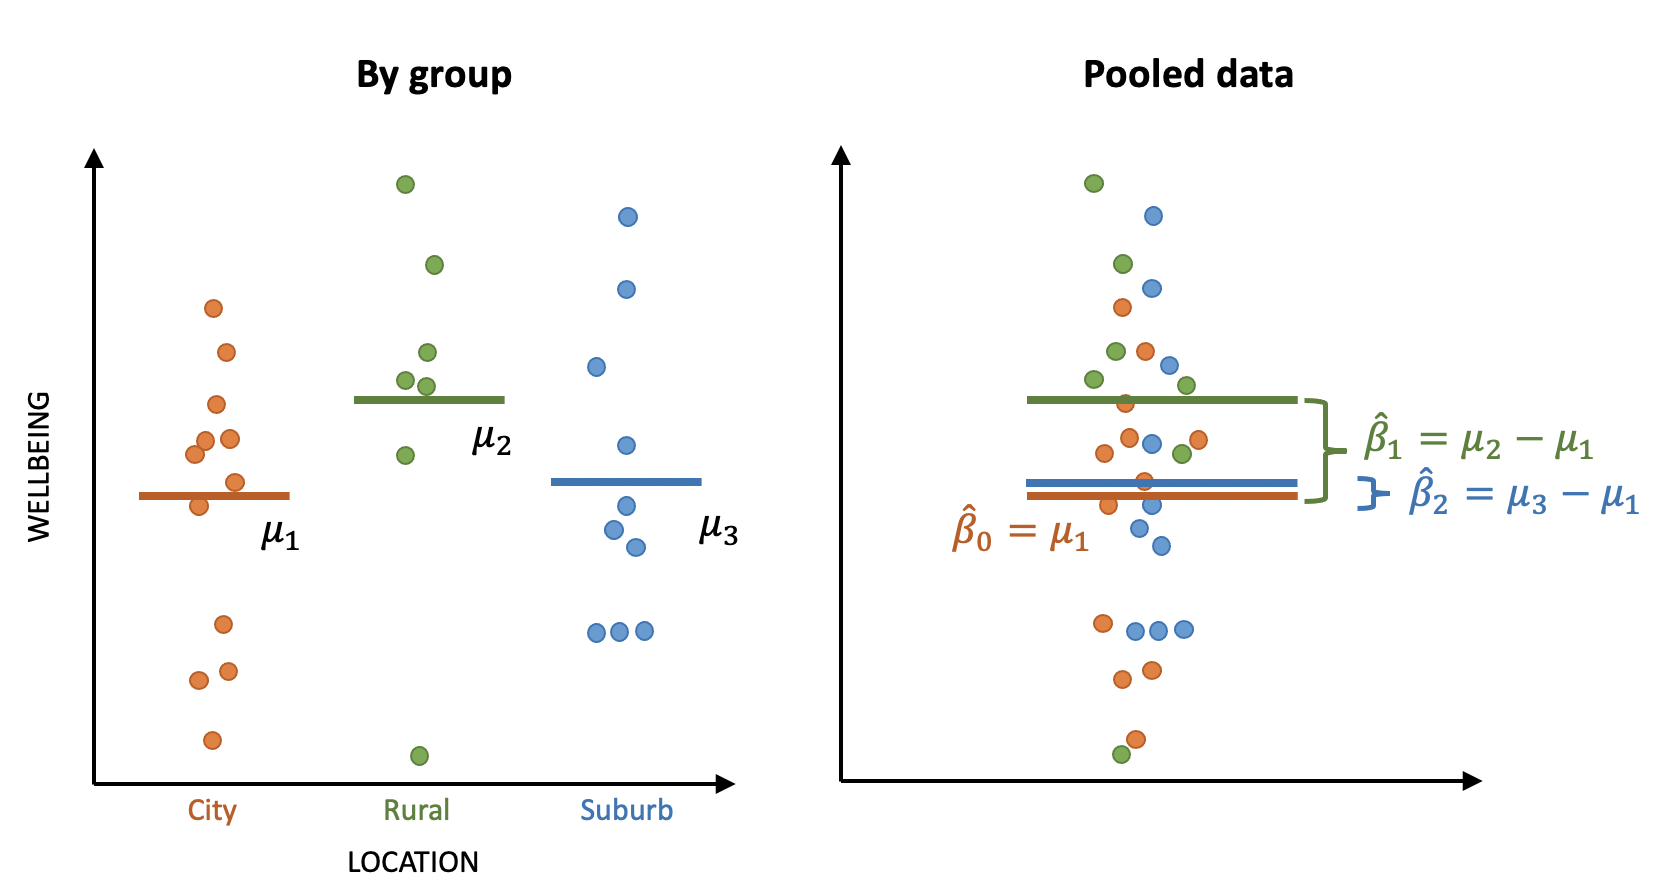 By group
WELLBEING
μ₁
μ₂
μ₃
City
Rural
Suburb
LOCATION
Pooled data
β̂₁ = μ₂ − μ₁
β̂₂ = μ₃ − μ₁
β̂₀ = μ₁